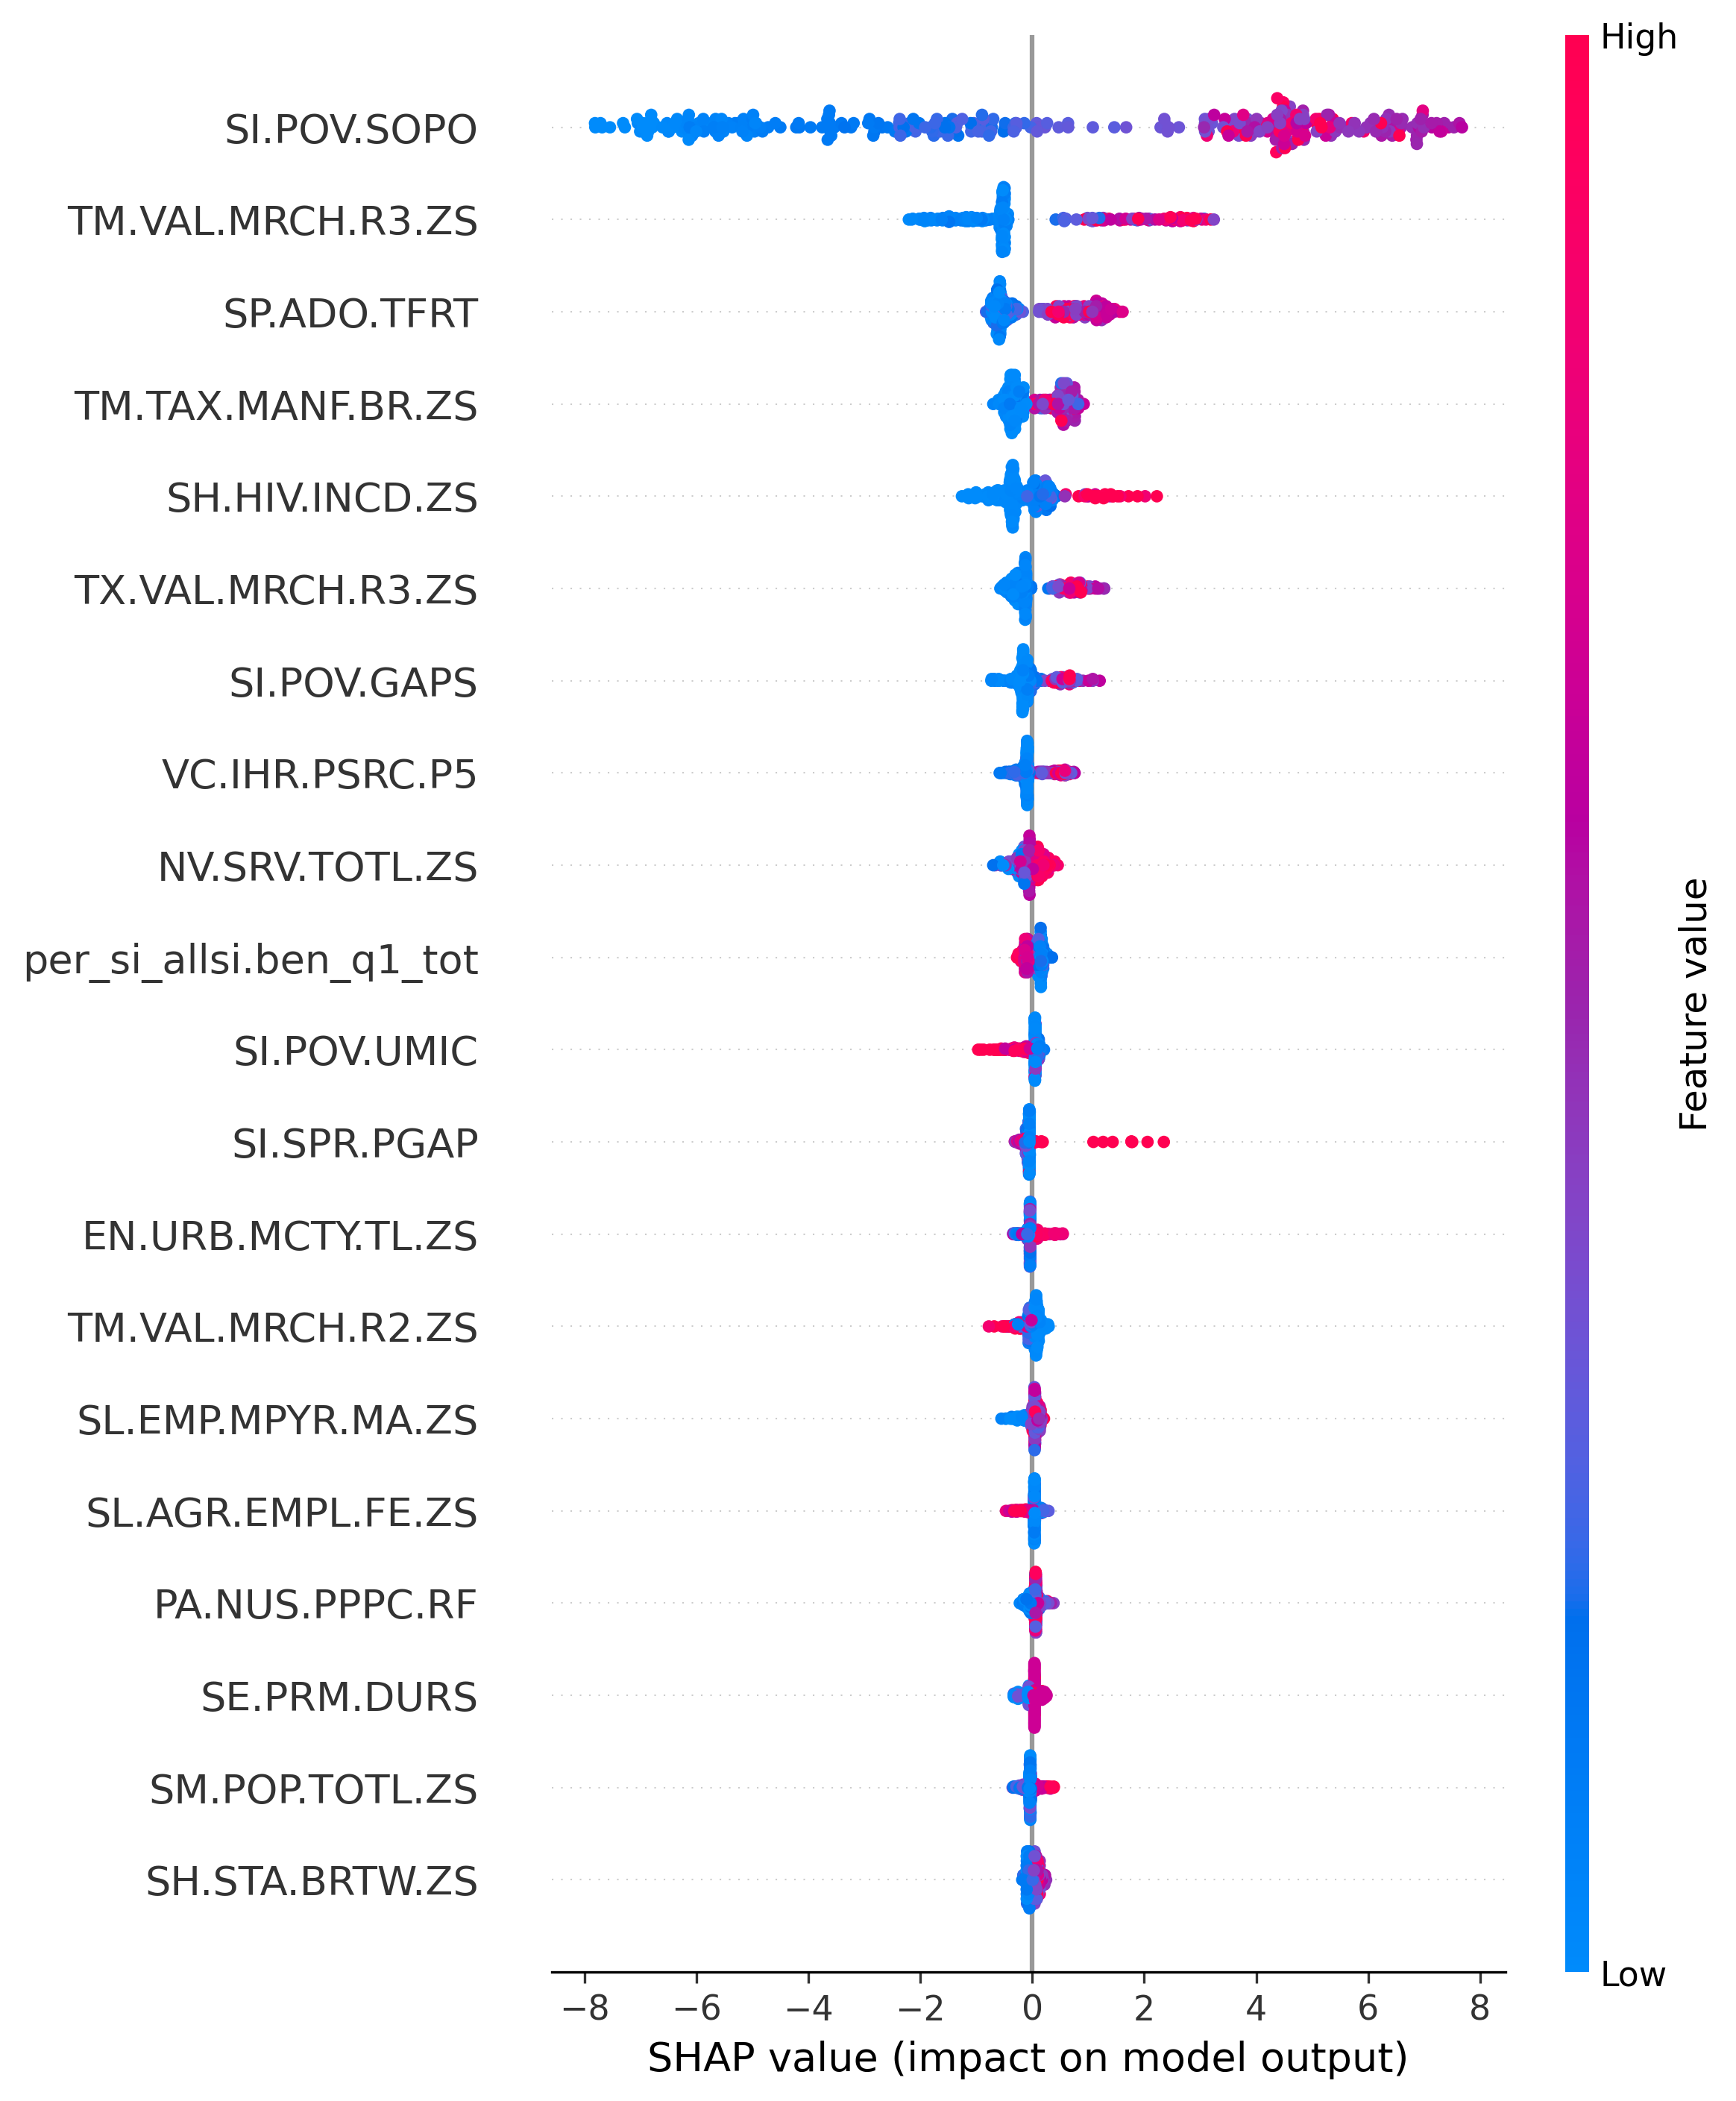 High
SI.POV.SOPO
TM.VAL.MRCH.R3.ZS
SP.ADO.TFRT
TM.TAX.MANF.BR.ZS
SH.HIV.INCD.ZS
TX.VAL.MRCH.R3.ZS
SI.POV.GAPS
VC.IHR.PSRC.P5
NV.SRV.TOTL.ZS
per_si_allsi.ben_q1_tot
SI.POV.UMIC
SI.SPR.PGAP
EN.URB.MCTY.TL.ZS
TM.VAL.MRCH.R2.ZS
SL.EMP.MPYR.MA.ZS
SL.AGR.EMPL.FE.ZS
PA.NUS.PPPC.RF
SE.PRM.DURS
SM.POP.TOTL.ZS
SH.STA.BRTW.ZS
Feature value
Low
−8 −6 −4 −2 0 2 4 6 8
SHAP value (impact on model output)